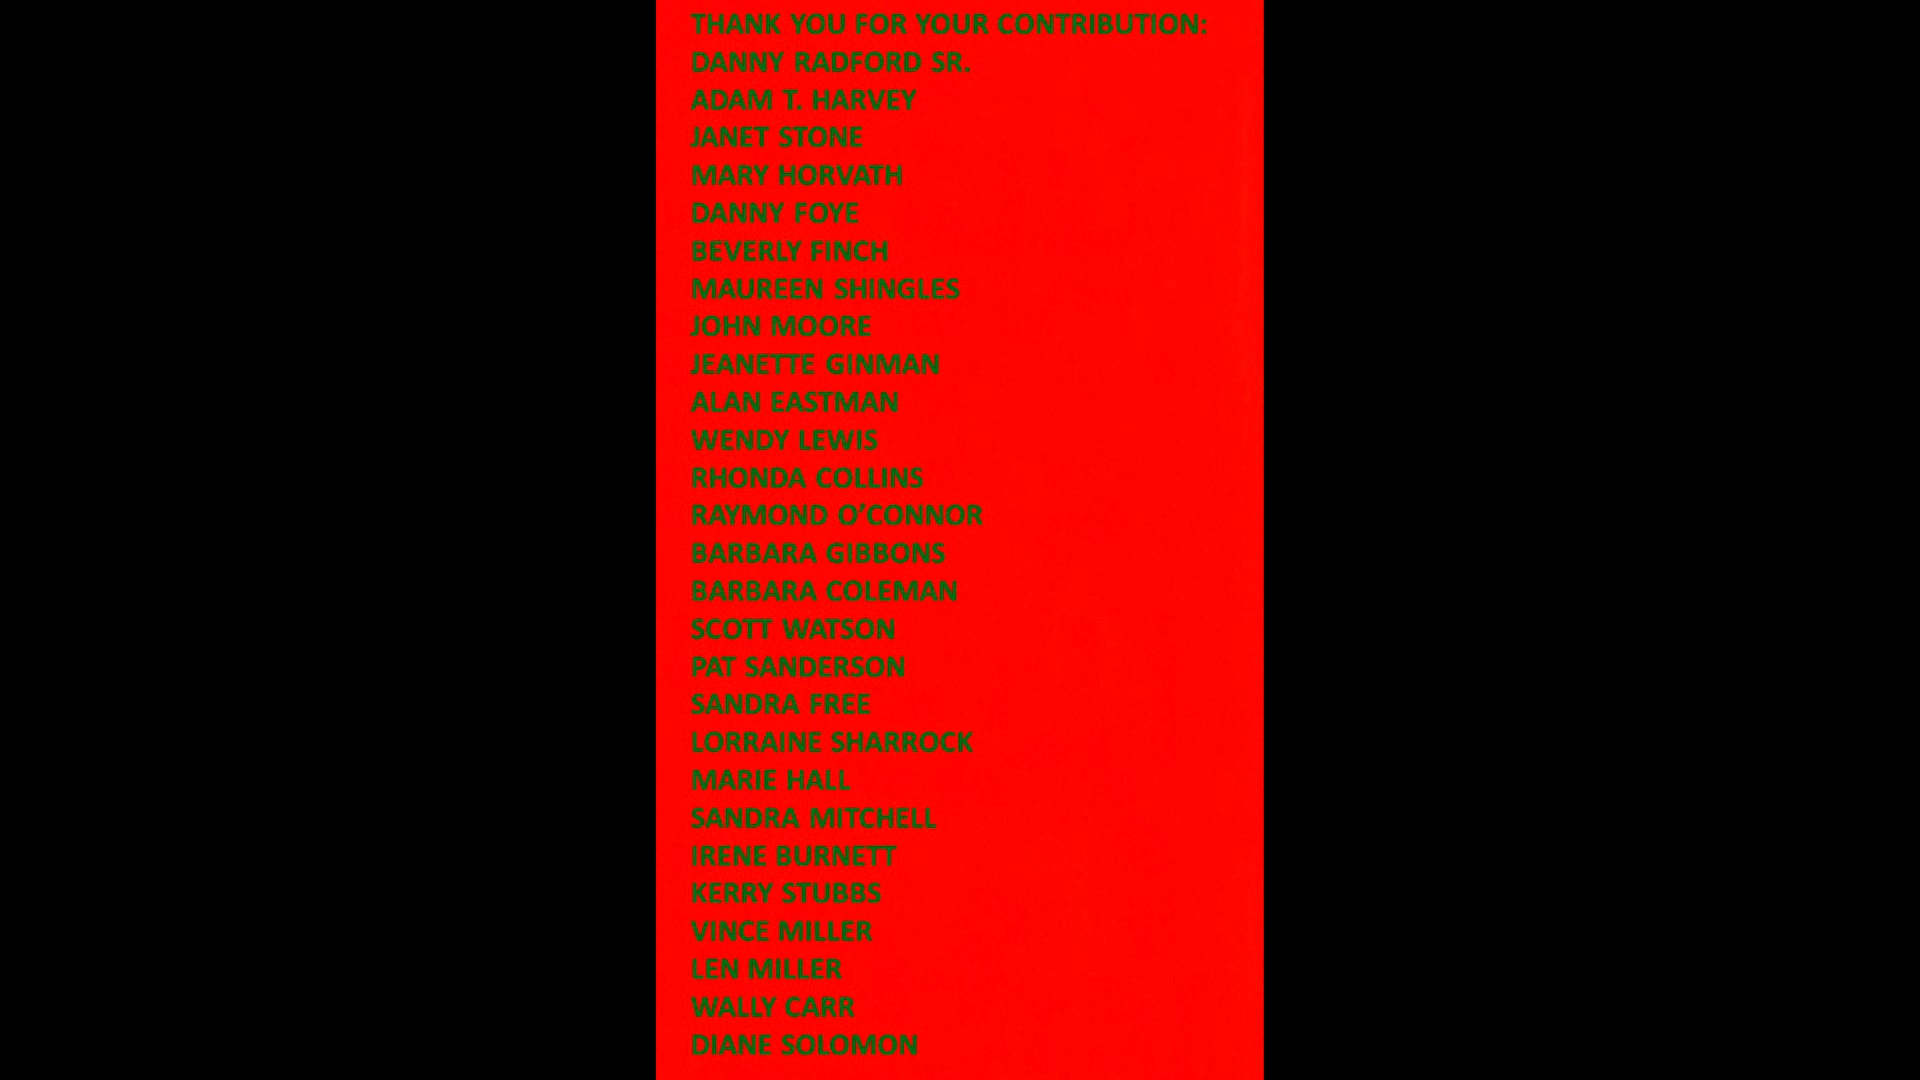 THANK YOU FOR YOUR CONTRIBUTION:
DANNY RADFORD SR.
ADAM T. HARVEY
JANET STONE
MARY HORVATH
DANNY FOYE
BEVERLY FINCH
MAUREEN SHINGLES
JOHN MOORE
JEANETTE GINMAN
ALAN EASTMAN
WENDY LEWIS
RHONDA COLLINS
RAYMOND O’CONNOR
BARBARA GIBBONS
BARBARA COLEMAN
SCOTT WATSON
PAT SANDERSON
SANDRA FREE
LORRAINE SHARROCK
MARIE HALL
SANDRA MITCHELL
IRENE BURNETT
KERRY STUBBS
VINCE MILLER
LEN MILLER
WALLY CARR
DIANE SOLOMON